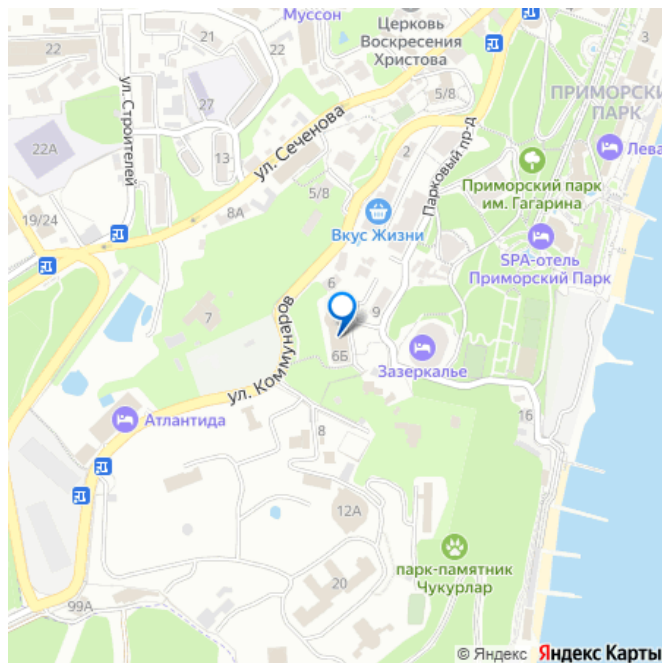 Муссон
Церковь
Воскресения
Христова
21
22
22
3
ПРИМОРСКИ
ПАРК
5/8
27
ул. Строителей
ул. Сеченова
22А
13
2
Парковый пр-д
Лева
Приморский парк
им. Гагарина
5/8
19/24
8А
Вкус Жизни
SPA-отель
Приморский Парк
6
7
9
6Б
ул. Коммунаров
Зазеркалье
Атлантида
16
8
12А
парк-памятник
Чукурлар
20
99А
© Яндекс
Яндекс Карты